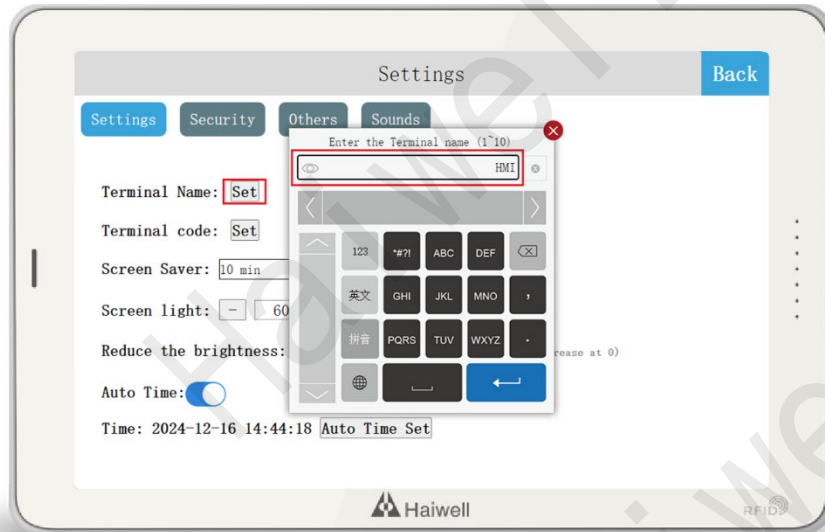 Settings
Back
Settings Security Others Sounds
Enter the Terminal name (1~10)
HMI
Terminal Name: Set
Terminal code: Set
Screen Saver: 10 min
Screen light: - 60
Reduce the brightness:
at 0)
Auto Time:
Time: 2024-12-16 14:44:18 Auto Time Set
123 *#?! ABC DEF
英文 GHI JKL MNO ,
拼音 PQRS TUV WXYZ .
Haiwell
RFID